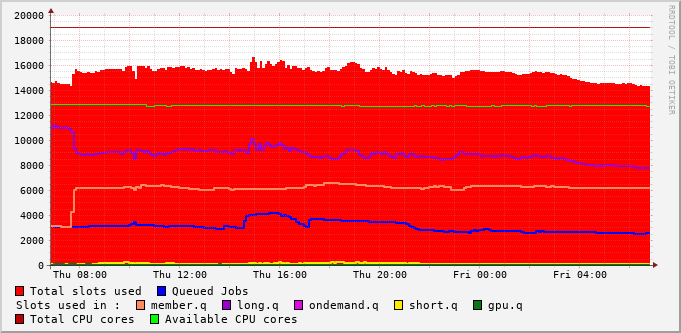 20000
18000
16000
14000
12000
10000
8000
6000
4000
2000
0
Thu 08:00 Thu 12:00 Thu 16:00 Thu 20:00 Fri 00:00 Fri 04:00
RRDTOOL / TOBI OETIKER
Total slots used Queued Jobs
Slots used in : member.q long.q ondemand.q short.q gpu.q
Total CPU cores Available CPU cores